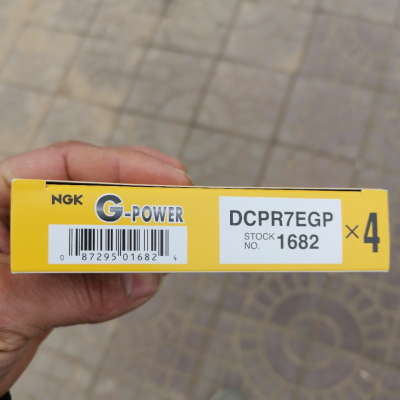 NGK G-POWER
0 87295 01682 4
DCPR7EGP
STOCK NO. 1682
×4